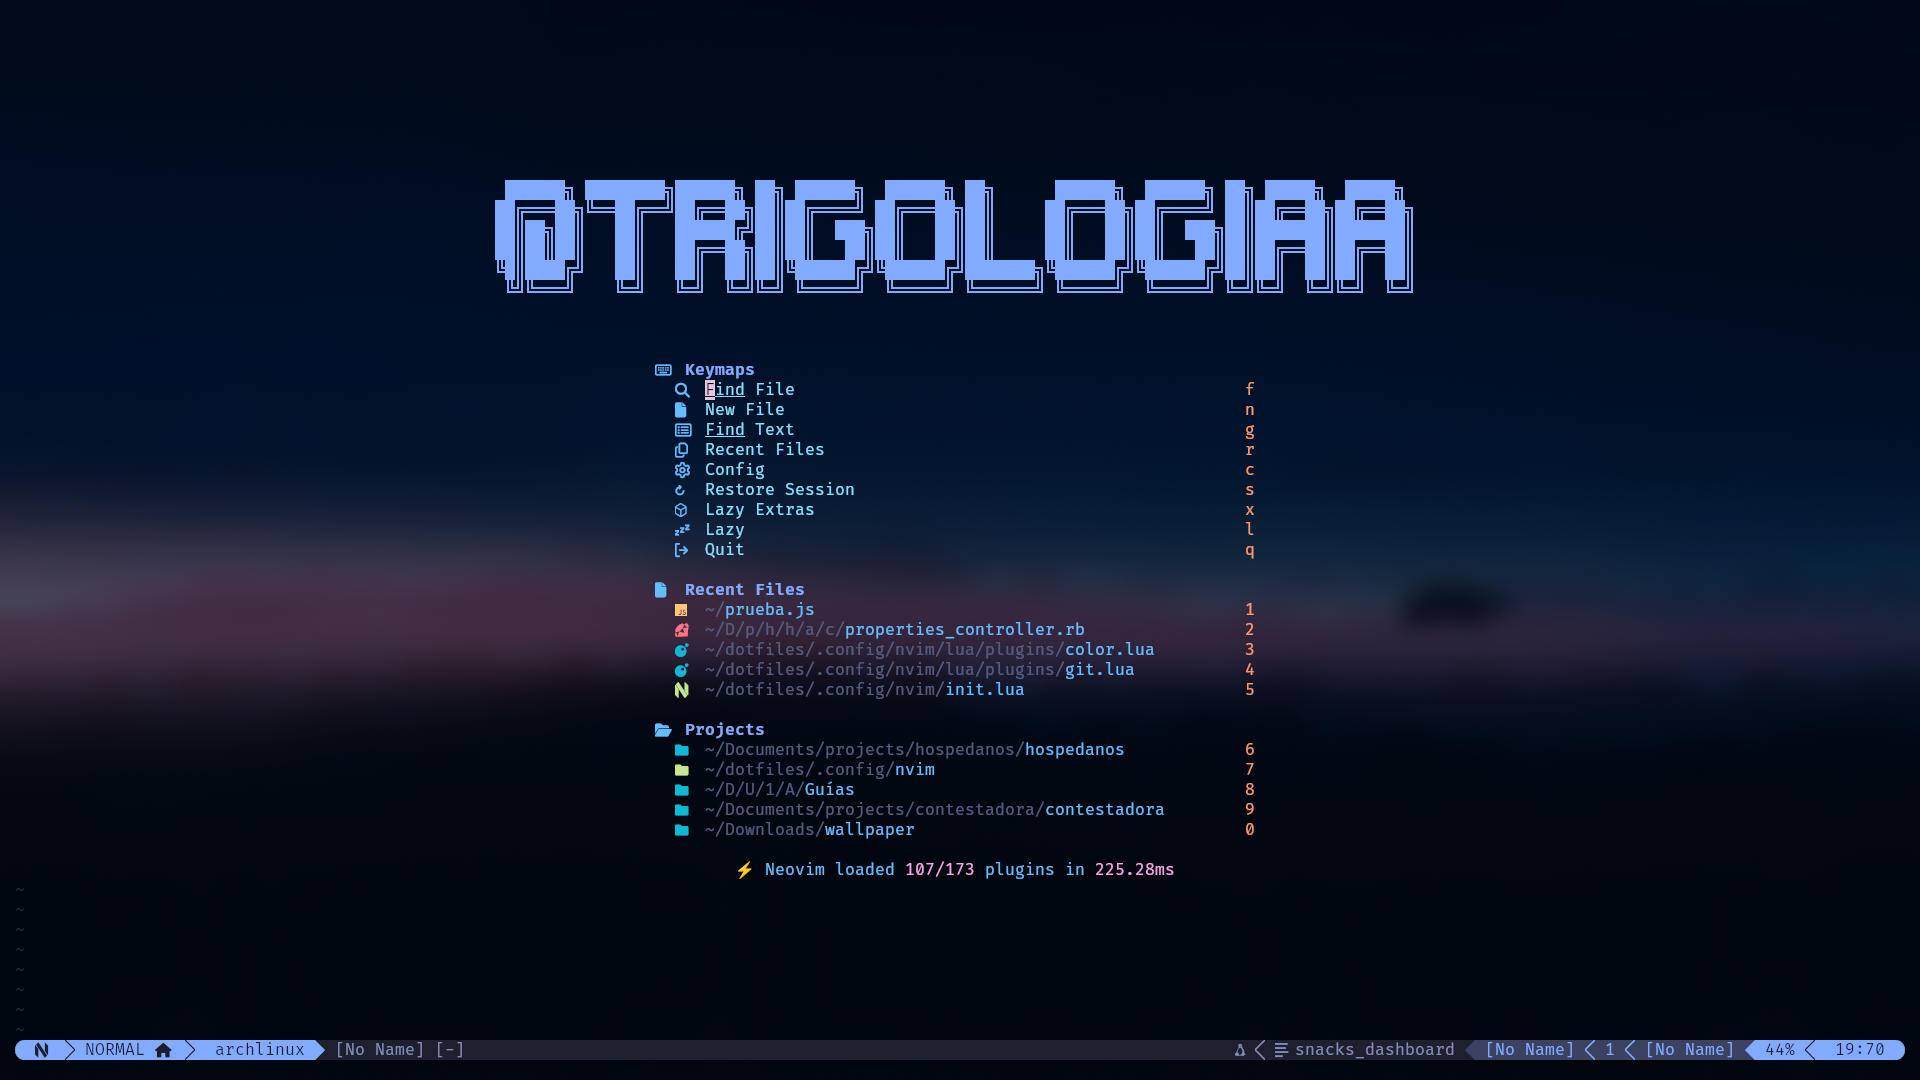 @TRIGOLOGIAA
Keymaps
Find File f
New File n
Find Text g
Recent Files r
Config c
Restore Session s
Lazy Extras x
Lazy l
Quit q
Recent Files
~/prueba.js 1
~/D/p/h/h/a/c/properties_controller.rb 2
~/dotfiles/.config/nvim/lua/plugins/color.lua 3
~/dotfiles/.config/nvim/lua/plugins/git.lua 4
~/dotfiles/.config/nvim/init.lua 5
Projects
~/Documents/projects/hospedanos/hospedanos 6
~/dotfiles/.config/nvim 7
~/D/U/1/A/Guías 8
~/Documents/projects/contestadora/contestadora 9
~/Downloads/wallpaper 0
⚡ Neovim loaded 107/173 plugins in 225.28ms
~
~
~
~
~
~
~
~
NORMAL archlinux [No Name] [-] snacks_dashboard [No Name] 1 [No Name] 44% 19:70